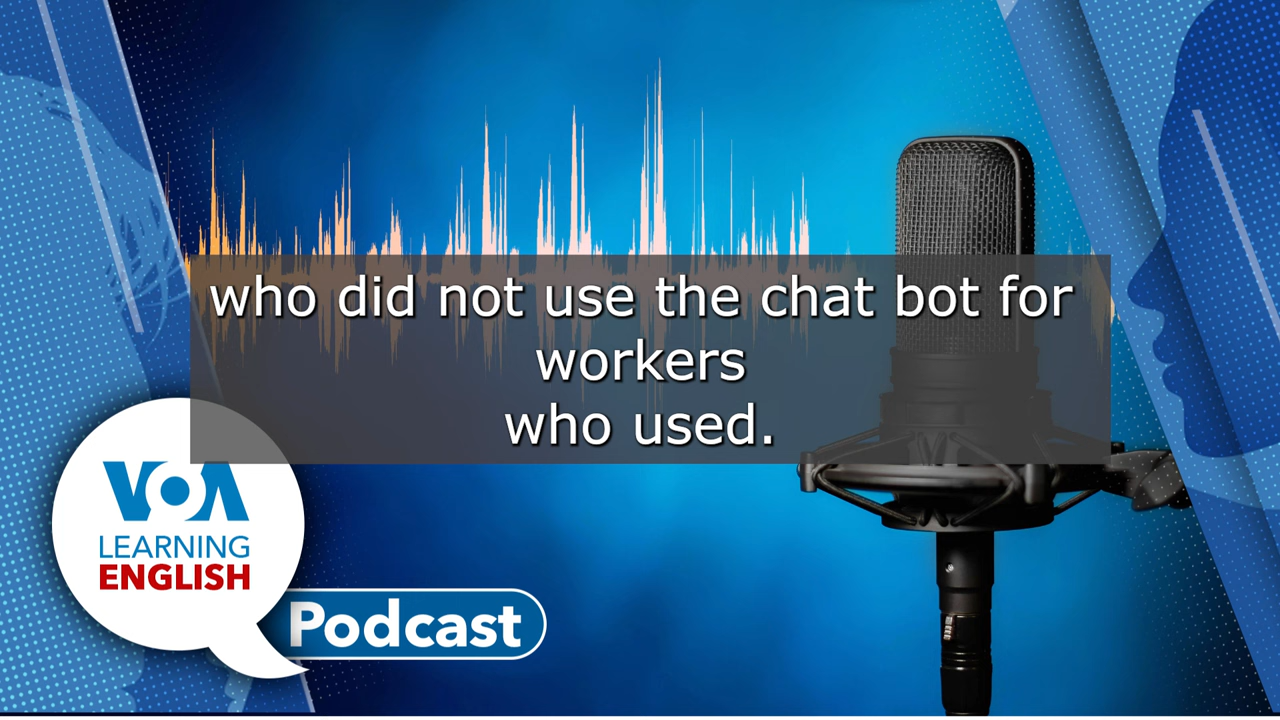 who did not use the chat bot for
workers
who used.
VOA
LEARNING
ENGLISH
Podcast